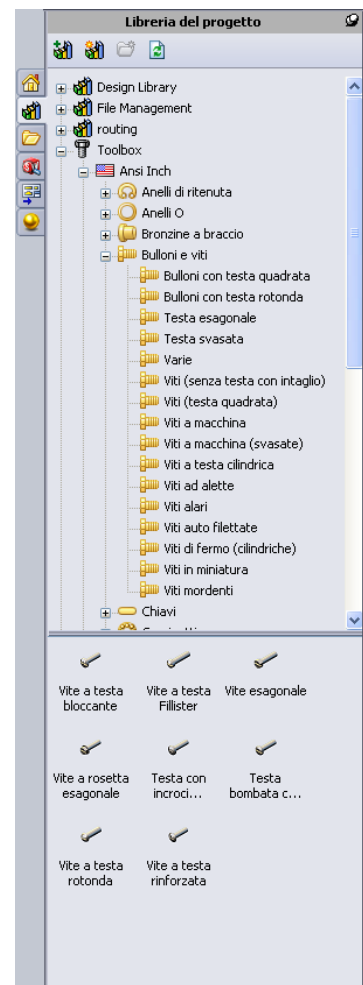 Libreria del progetto
Design Library
File Management
routing
Toolbox
Ansi Inch
Anelli di ritenuta
Anelli O
Bronzine a braccio
Bulloni e viti
Bulloni con testa quadrata
Bulloni con testa rotonda
Testa esagonale
Testa svasata
Varie
Viti (senza testa con intaglio)
Viti (testa quadrata)
Viti a macchina
Viti a macchina (svasate)
Viti a testa cilindrica
Viti ad alette
Viti alari
Viti auto filettate
Viti di fermo (cilindriche)
Viti in miniatura
Viti mordenti
Chiavi
Vite a testa bloccante
Vite a testa Fillister
Vite esagonale
Vite a rosetta esagonale
Testa con incroci...
Testa bombata c...
Vite a testa rotonda
Vite a testa rinforzata